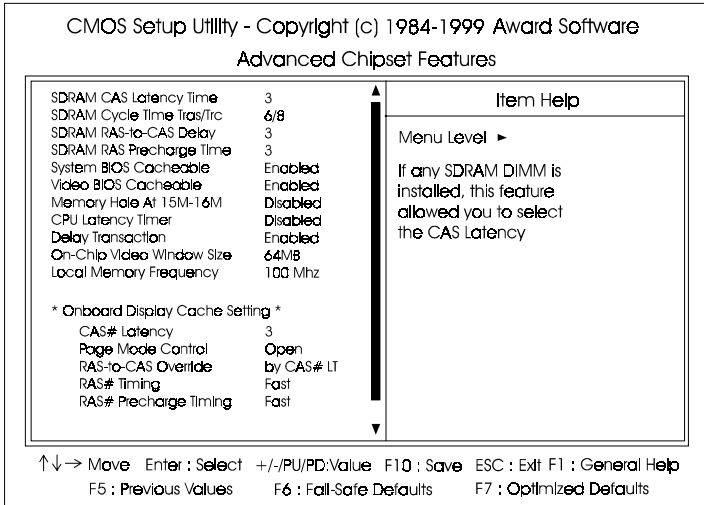 CMOS Setup Utility - Copyright (c) 1984-1999 Award Software
Advanced Chipset Features
SDRAM CAS Latency Time 3
SDRAM Cycle Time Tras/Trc 6/8
SDRAM RAS-to-CAS Delay 3
SDRAM RAS Precharge Time 3
System BIOS Cacheable Enabled
Video BIOS Cacheable Enabled
Memory Hole At 15M-16M Disabled
CPU Latency Timer Disabled
Delay Transaction Enabled
On-Chip Video Window Size 64MB
Local Memory Frequency 100 Mhz
* Onboard Display Cache Setting *
CAS# Latency 3
Page Mode Control Open
RAS-to-CAS Override by CAS# LT
RAS# Timing Fast
RAS# Precharge Timing Fast
Item Help
Menu Level ►
If any SDRAM DIMM is
installed, this feature
allowed you to select
the CAS Latency
↑↓→ Move Enter : Select +/-/PU/PD:Value F10 : Save ESC : Exit F1 : General Help
F5 : Previous Values F6 : Fail-Safe Defaults F7 : Optimized Defaults